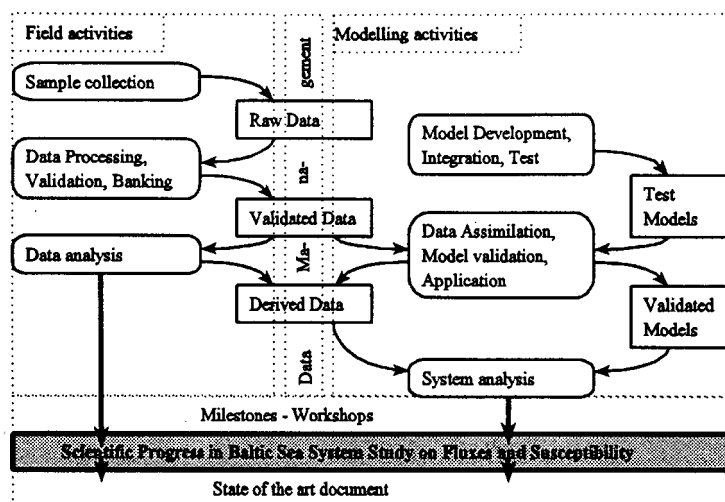 Field activities
Modelling activities
Data
Ma-
na-
gement
Sample collection
Raw Data
Data Processing,
Validation, Banking
Validated Data
Data analysis
Derived Data
Model Development,
Integration, Test
Test
Models
Data Assimilation,
Model validation,
Application
Validated
Models
System analysis
Milestones - Workshops
Scientific Progress in Baltic Sea System Study on Fluxes and Susceptibility
State of the art document